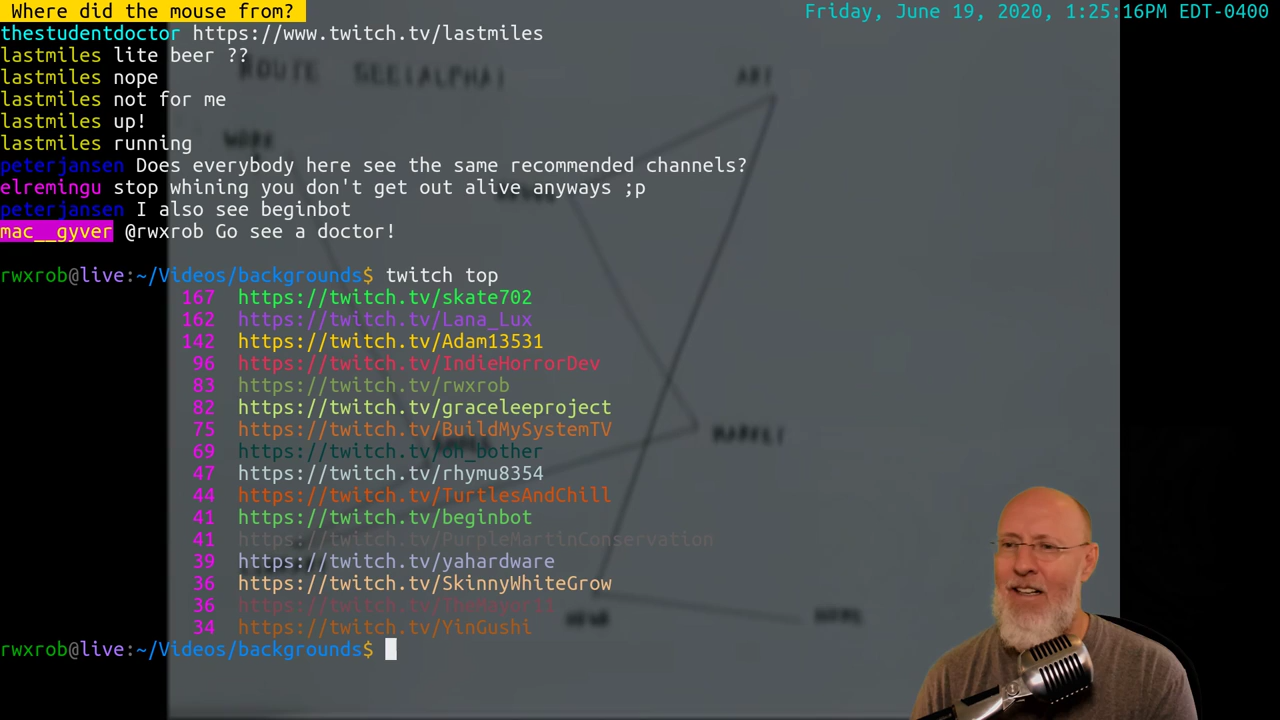 Where did the mouse from?
Friday, June 19, 2020, 1:25:16PM EDT-0400
thestudentdoctor https://www.twitch.tv/lastmiles
lastmiles lite beer ??
lastmiles nope
lastmiles not for me
lastmiles up!
lastmiles running
peterjansen Does everybody here see the same recommended channels?
elremingu stop whining you don't get out alive anyways ;p
peterjansen I also see beginbot
mac__gyver @rwxrob Go see a doctor!
rwxrob@live:~/Videos/backgrounds$ twitch top
167 https://twitch.tv/skate702
162 https://twitch.tv/Lana_Lux
142 https://twitch.tv/Adam13531
96 https://twitch.tv/IndieHorrorDev
83 https://twitch.tv/rwxrob
82 https://twitch.tv/graceleeproject
75 https://twitch.tv/BuildMySystemTV
69 https://twitch.tv/oh_bother
47 https://twitch.tv/rhymu8354
44 https://twitch.tv/TurtlesAndChill
41 https://twitch.tv/beginbot
41 https://twitch.tv/PurpleMartinConservation
39 https://twitch.tv/yahardware
36 https://twitch.tv/SkinnyWhiteGrow
36
34 https://twitch.tv/YinGushi
rwxrob@live:~/Videos/backgrounds$
ROUTE SEE(ALPHA)
ART
WORK
MARKET
HOME